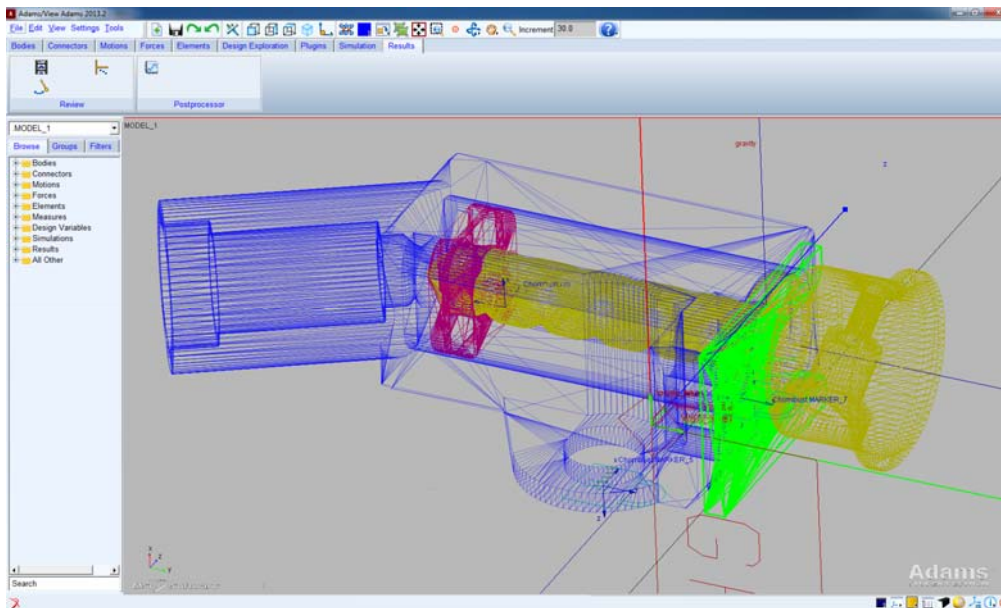 Adams/View Adams 2013.2
File Edit View Settings Tools
Increment 30.0
Bodies Connectors Motions Forces Elements Design Exploration Plugins Simulation Results
Review Postprocessor
.MODEL_1
MODEL_1
Browse Groups Filters
Bodies
Connectors
Motions
Forces
Elements
Measures
Design Variables
Simulations
Results
All Other
gravity
z
MARKER_7
z
x
z
y
Search
Adams